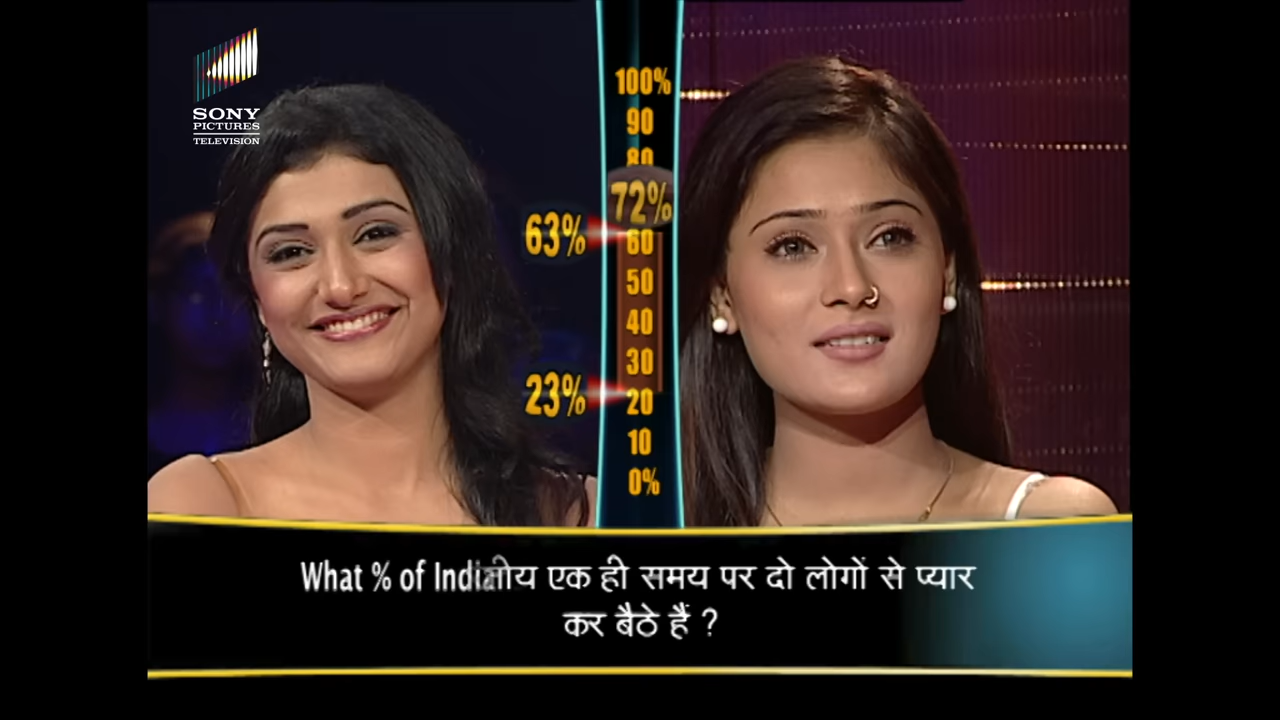 SONY
PICTURES
TELEVISION
100%
90
80
72%
63%
60
50
40
30
23%
20
10
0%
What % of Indiaतीय एक ही समय पर दो लोगों से प्यार
कर बैठे हैं ?